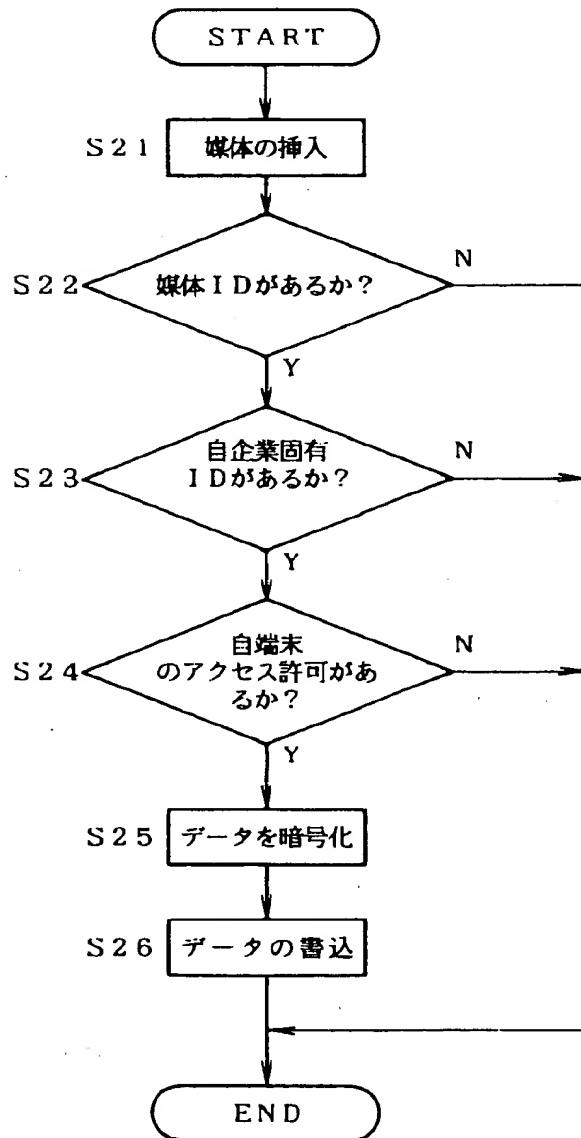 START
S21
媒体の挿入
S22
媒体IDがあるか?
N
Y
S23
自企業固有
IDがあるか?
N
Y
S24
自端末
のアクセス許可があ
るか?
N
Y
S25
データを暗号化
S26
データの書込
END